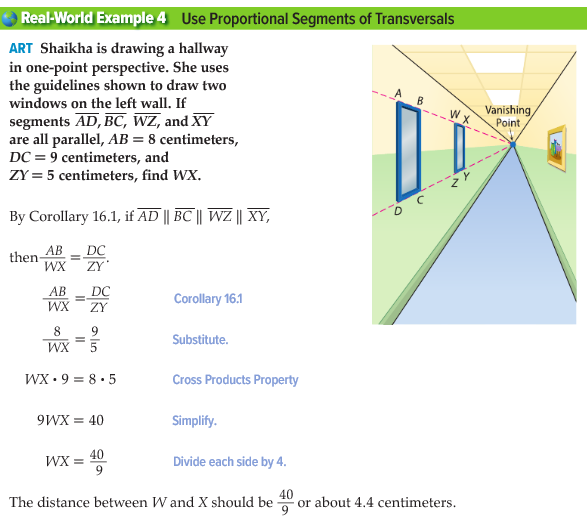 Real-World Example 4 Use Proportional Segments of Transversals
ART Shaikha is drawing a hallway
in one-point perspective. She uses
the guidelines shown to draw two
windows on the left wall. If
segments AD, BC, WZ, and XY
are all parallel, AB = 8 centimeters,
DC = 9 centimeters, and
ZY = 5 centimeters, find WX.
A
B
W
X
Vanishing
Point
Z
Y
C
D
By Corollary 16.1, if AD || BC || WZ || XY,
then AB/WX = DC/ZY.
AB/WX = DC/ZY Corollary 16.1
8/WX = 9/5 Substitute.
WX • 9 = 8 • 5 Cross Products Property
9WX = 40 Simplify.
WX = 40/9 Divide each side by 4.
The distance between W and X should be 40/9 or about 4.4 centimeters.